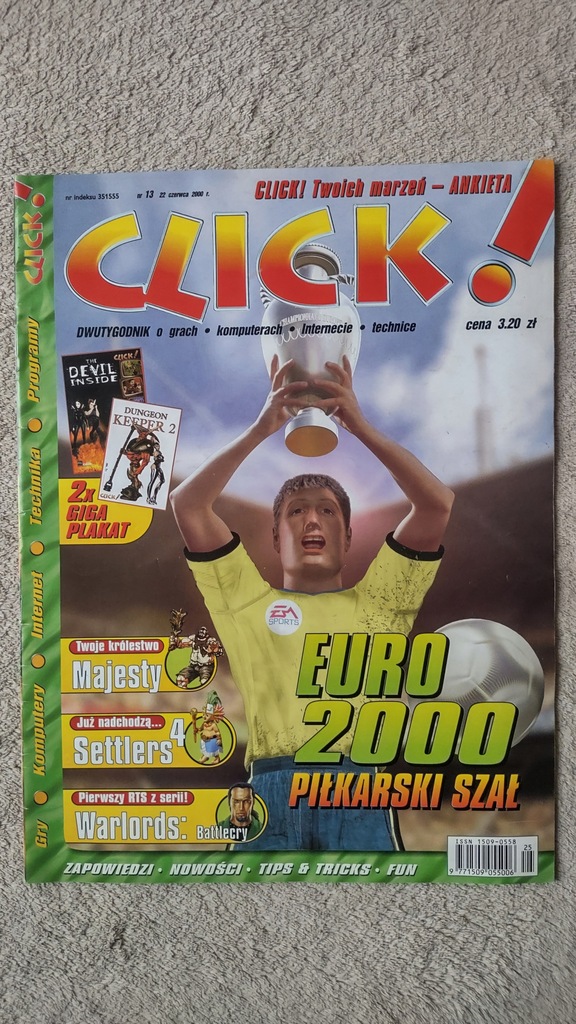 nr indeksu 351555
nr 13 22 czerwca 2000 r.
CLICK! Twoich marzeń – ANKIETA
CLICK!
DWUTYGODNIK o grach • komputerach • Internecie • technice
cena 3.20 zł
CLICK!
Gry • Komputery • Internet • Technika • Programy
THE
DEVIL
INSIDE
CLICK!
DUNGEON
KEEPER 2
CLICK!
2x
GIGA
PLAKAT
EA
SPORTS
Twoje królestwo
Majesty
Już nadchodzą...
Settlers 4
Pierwszy RTS z serii!
Warlords: Battlecry
EURO
2000
PIŁKARSKI SZAŁ
ZAPOWIEDZI • NOWOŚCI • TIPS & TRICKS • FUN
ISSN 1509-0558
25
9 771509 055006